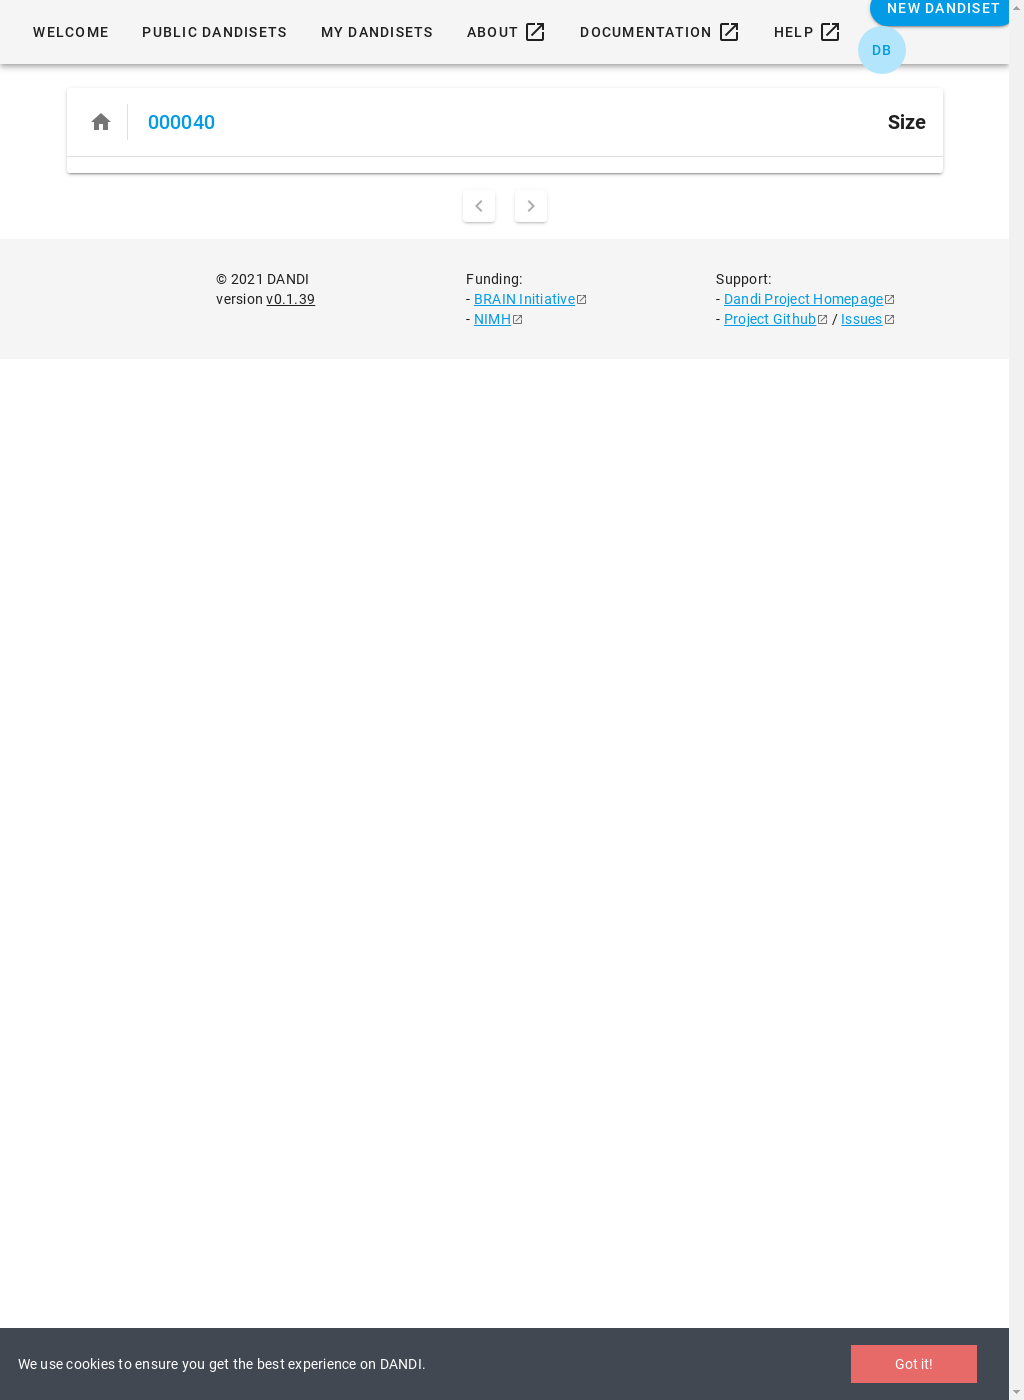 NEW DANDISET
WELCOME PUBLIC DANDISETS MY DANDISETS ABOUT DOCUMENTATION HELP
DB
000040 Size
© 2021 DANDI
version v0.1.39
Funding:
- BRAIN Initiative
- NIMH
Support:
- Dandi Project Homepage
- Project Github / Issues
We use cookies to ensure you get the best experience on DANDI.
Got it!